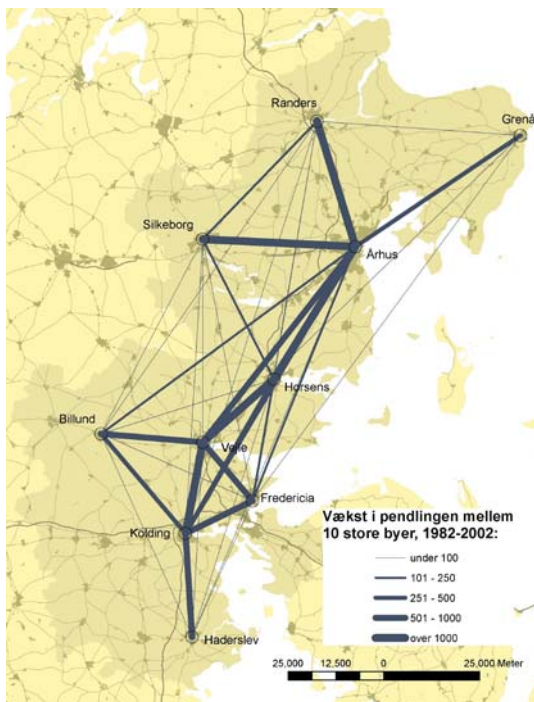 Randers
Grenå
Silkeborg
Århus
Horsens
Billund
Vejle
Fredericia
Kolding
Haderslev
Vækst i pendlingen mellem
10 store byer, 1982-2002:
under 100
101 - 250
251 - 500
501 - 1000
over 1000
25,000 12,500 0 25,000 Meter